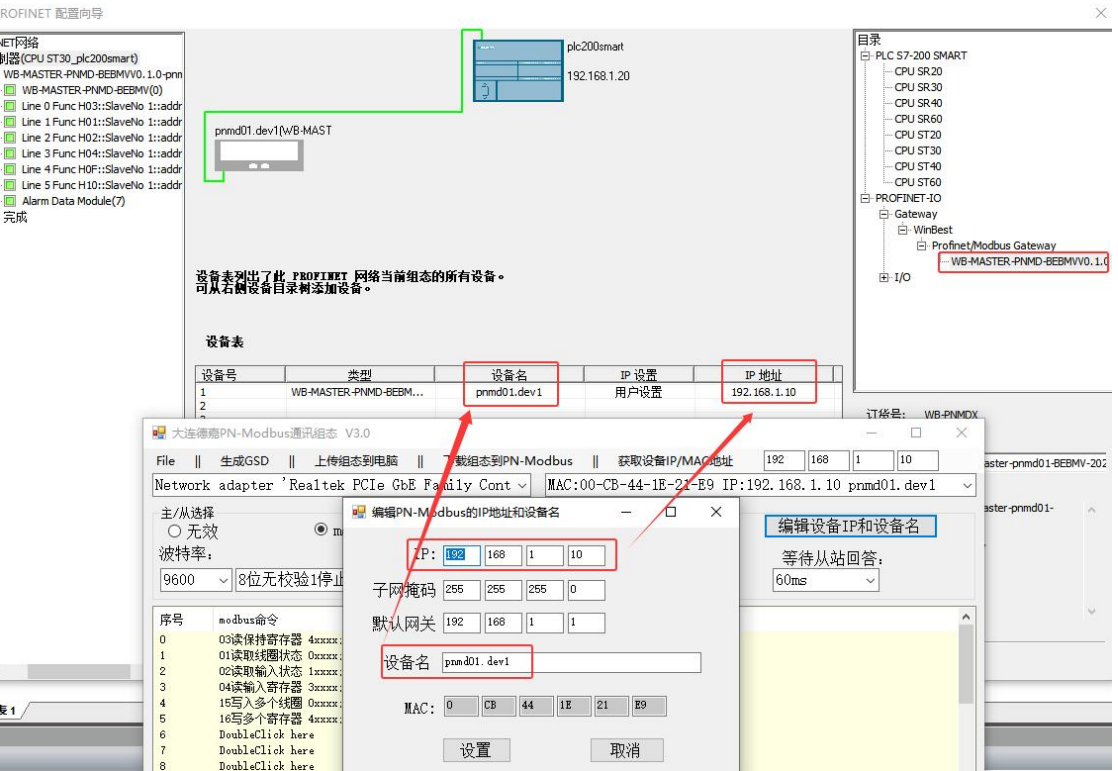 ROFINET 配置向导
NET网络
制器(CPU ST30_plc200smart)
WB-MASTER-PNMD-BEBMVV0.1.0-pnn
WB-MASTER-PNMD-BEBMV(0)
Line 0 Func H03::SlaveNo 1::addr
Line 1 Func H01::SlaveNo 1::addr
Line 2 Func H02::SlaveNo 1::addr
Line 3 Func H04::SlaveNo 1::addr
Line 4 Func H0F::SlaveNo 1::addr
Line 5 Func H10::SlaveNo 1::addr
Alarm Data Module(7)
完成
plc200smart
192.168.1.20
pnmd01.dev1(WB-MAST
设备表列出了此 PROFINET 网络当前组态的所有设备。
可从右侧设备目录树添加设备。
设备表
设备号 类型 设备名 IP 设置 IP 地址
1 WB-MASTER-PNMD-BEBM... pnmd01.dev1 用户设置 192.168.1.10
2
目录
PLC S7-200 SMART
CPU SR20
CPU SR30
CPU SR40
CPU SR60
CPU ST20
CPU ST30
CPU ST40
CPU ST60
PROFINET-IO
Gateway
WinBest
Profinet/Modbus Gateway
WB-MASTER-PNMD-BEBMVV0.1.0
I/O
订货号: WB-PNMDX
aster-pnmd01-BEBMV-202
aster-pnmd01-
表 1
大连德嘉PN-Modbus通讯组态 V3.0
File || 生成GSD || 上传组态到电脑 || 下载组态到PN-Modbus || 获取设备IP/MAC地址 192 168 1 10
Network adapter 'Realtek PCIe GbE Family Cont MAC:00-CB-44-1E-21-E9 IP:192.168.1.10 pnmd01.dev1
主/从选择
无效 m
波特率:
9600 8位无校验1停止
编辑设备IP和设备名
等待从站回答:
60ms
序号 modbus命令
0 03读保持寄存器 4xxxx;
1 01读取线圈状态 0xxxx;
2 02读取输入状态 1xxxx;
3 04读输入寄存器 3xxxx;
4 15写入多个线圈 0xxxx;
5 16写多个寄存器 4xxxx;
6 DoubleClick here
7 DoubleClick here
8 DoubleClick here
编辑PN-Modbus的IP地址和设备名
IP: 192 168 1 10
子网掩码 255 255 255 0
默认网关 192 168 1 1
设备名 pnmd01.dev1
MAC: 0 CB 44 1E 21 E9
设置 取消